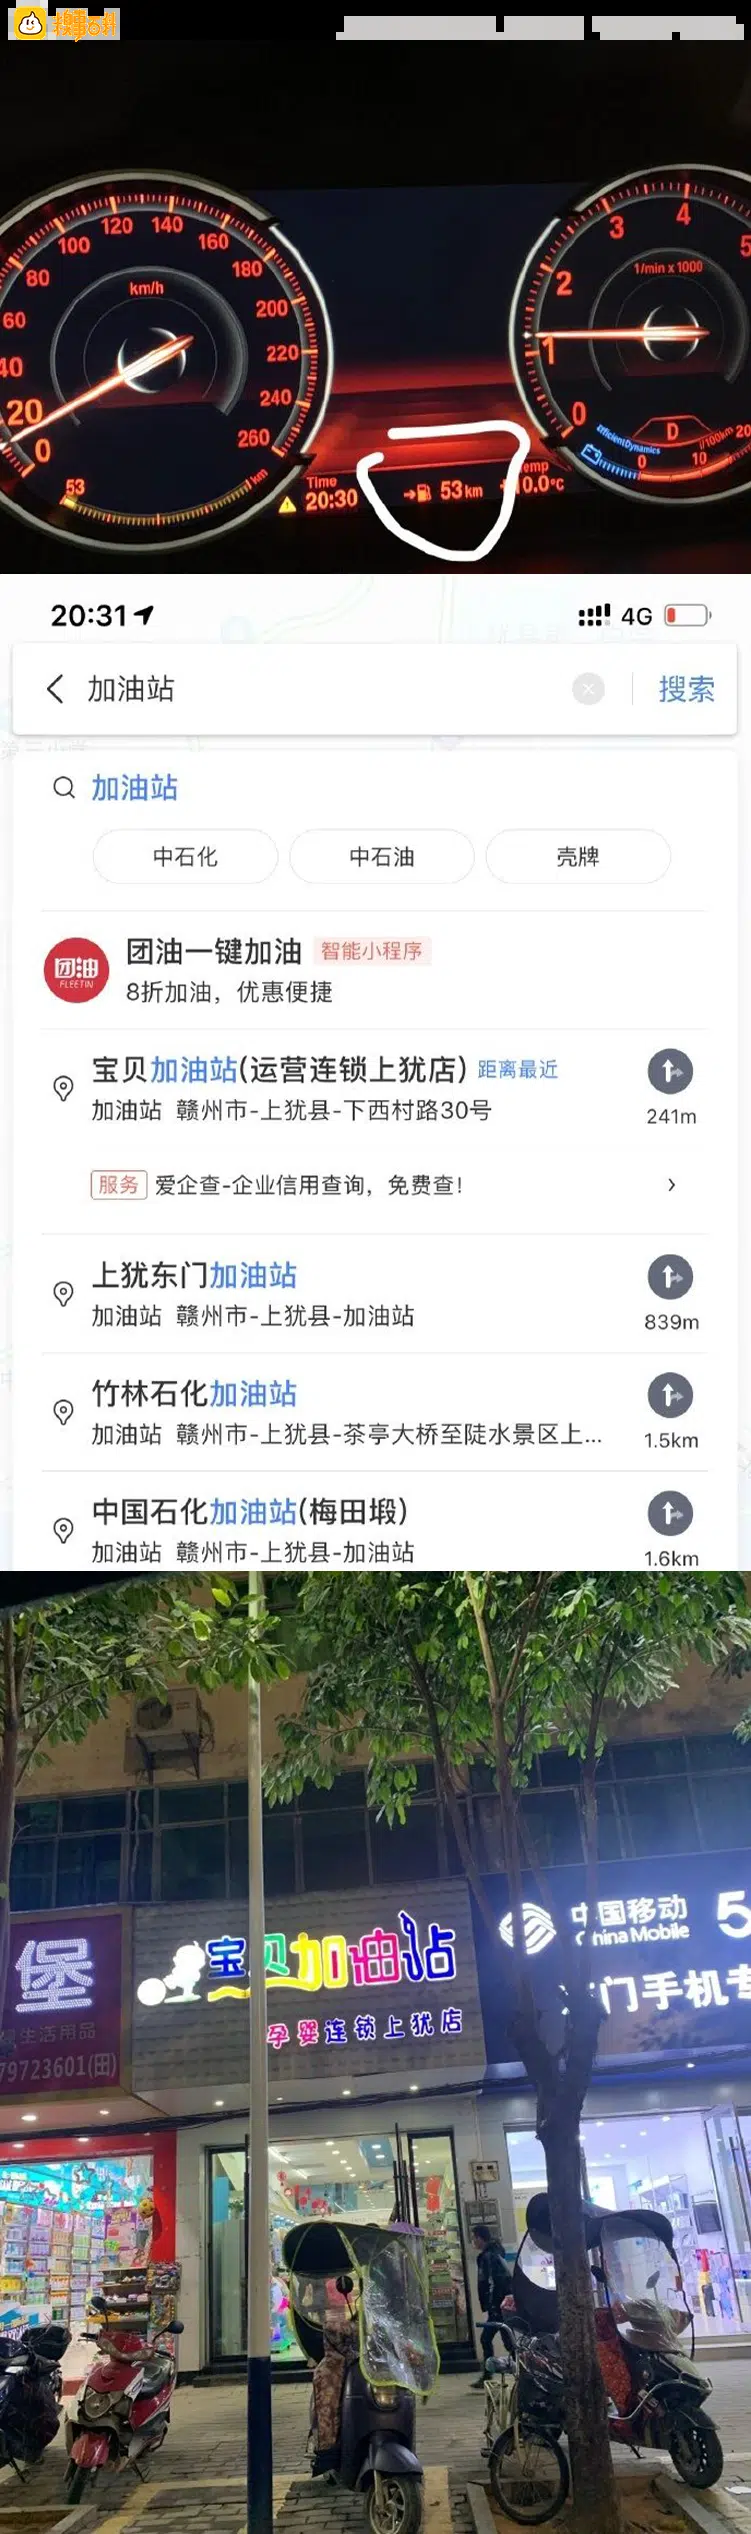 糗事百科
120 140
100 160
80 180
60 km/h 200
40 220
20 240
0 260
53 km
3 4 5
1/min x 1000
2
1
0
EfficientDynamics
D
l/100km
0 10 20
Time
20:30
53 km
Temp
0.0°C
20:31 4G
加油站 搜索
加油站
中石化 中石油 壳牌
团油 FLEETIN
团油一键加油 智能小程序
8折加油，优惠便捷
宝贝加油站(运营连锁上犹店) 距离最近
加油站 赣州市-上犹县-下西村路30号 241m
服务 爱企查-企业信用查询，免费查!
上犹东门加油站
加油站 赣州市-上犹县-加油站 839m
竹林石化加油站
加油站 赣州市-上犹县-茶亭大桥至陡水景区上... 1.5km
中国石化加油站(梅田塅)
加油站 赣州市-上犹县-加油站 1.6km
堡
生活用品
79723601(田)
宝贝加油站
孕婴连锁上犹店
中国移动 5
China Mobile
门手机专